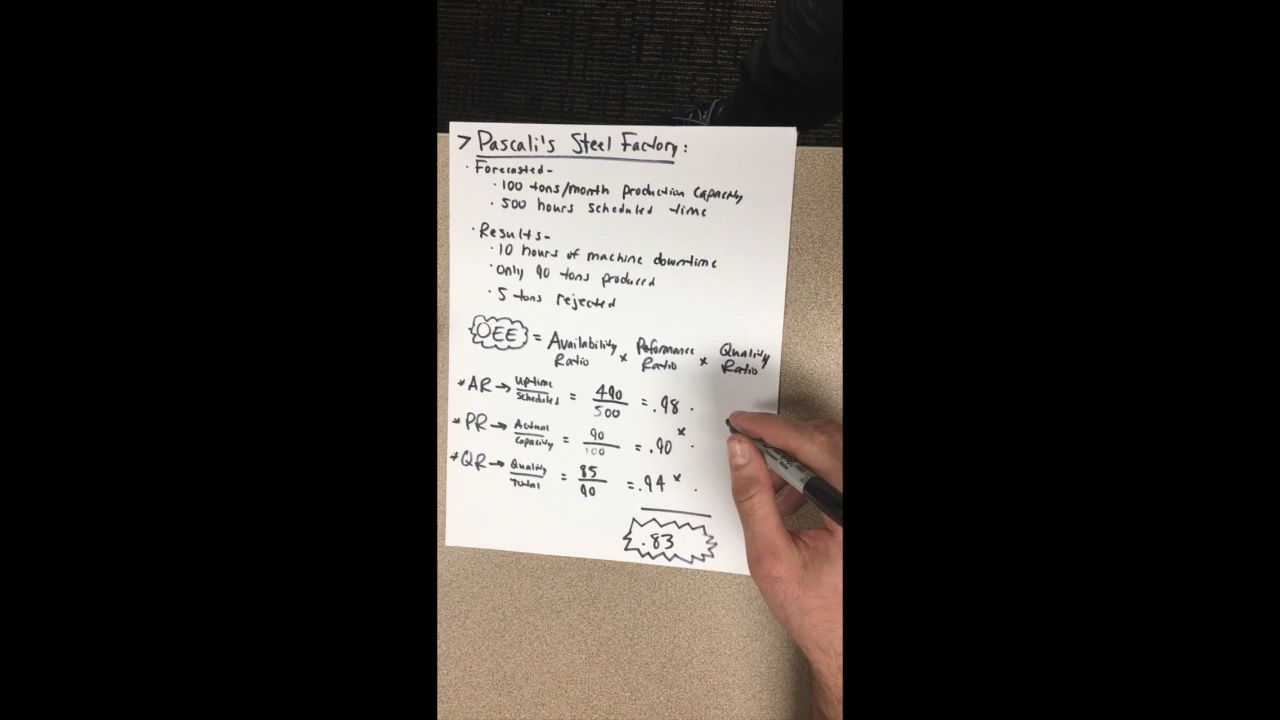 > Pascali's Steel Factory:
· Forecasted-
· 100 tons/month production capacity
· 500 hours scheduled time
· Results-
· 10 hours of machine downtime
· Only 90 tons produced
· 5 tons rejected
OEE = Availability Ratio x Peformance Ratio x Quality Ratio
* AR → Uptime/Scheduled = 490/500 = .98 .
* PR → Actual/Capacity = 90/100 = .90 x .
* QR → Quality/Total = 85/90 = .94 x .
.83